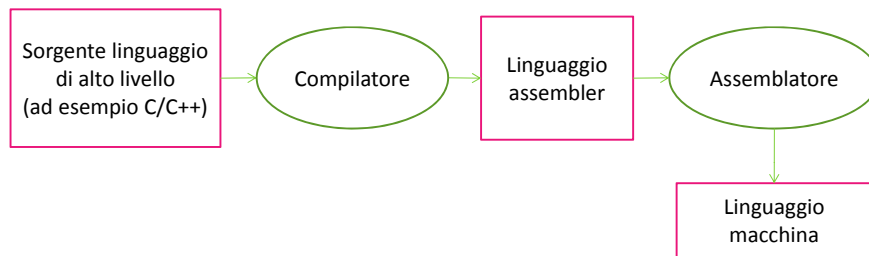 Sorgente linguaggio
di alto livello
(ad esempio C/C++)
Compilatore
Linguaggio
assembler
Assemblatore
Linguaggio
macchina